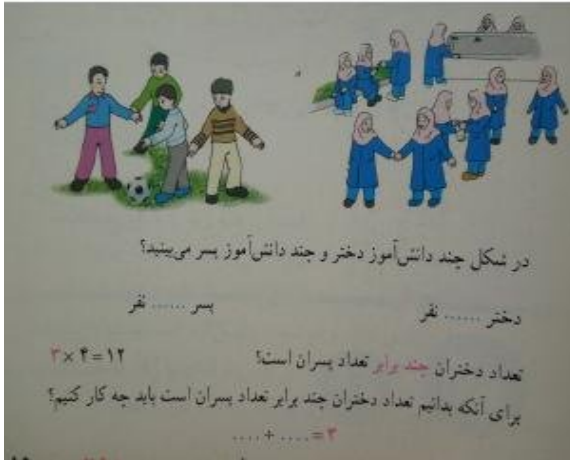 در شکل چند دانش‌آموز دختر و چند دانش‌آموز پسر می‌بینید؟
دختر ...... نفر پسر ...... نفر
تعداد دختران چند برابر تعداد پسران است؟ ۳ × ۴ = ۱۲
برای آنکه بدانیم تعداد دختران چند برابر تعداد پسران است باید چه کار کنیم؟
.... ÷ .... = ۳